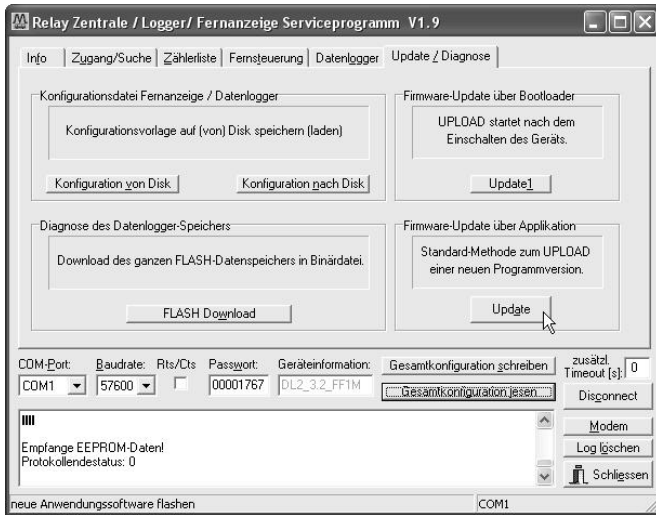 Relay Zentrale / Logger/ Fernanzeige Serviceprogramm V1.9
Info Zugang/Suche Zählerliste Fernsteuerung Datenlogger Update / Diagnose
Konfigurationsdatei Fernanzeige / Datenlogger
Konfigurationsvorlage auf (von) Disk speichern (laden)
Konfiguration von Disk Konfiguration nach Disk
Firmware-Update über Bootloader
UPLOAD startet nach dem
Einschalten des Geräts.
Update1
Diagnose des Datenlogger-Speichers
Download des ganzen FLASH-Datenspeichers in Binärdatei.
FLASH Download
Firmware-Update über Applikation
Standard-Methode zum UPLOAD
einer neuen Programmversion.
Update
COM-Port: Baudrate: Rts/Cts Passwort: Geräteinformation:
COM1 57600 00001767 DL2_3.2_FF1M
Gesamtkonfiguration schreiben
Gesamtkonfiguration lesen
zusätzl.
Timeout [s]: 0
Disconnect
Modem
Log löschen
Schliessen
Empfange EEPROM-Daten!
Protokollendestatus: 0
neue Anwendungssoftware flashen COM1